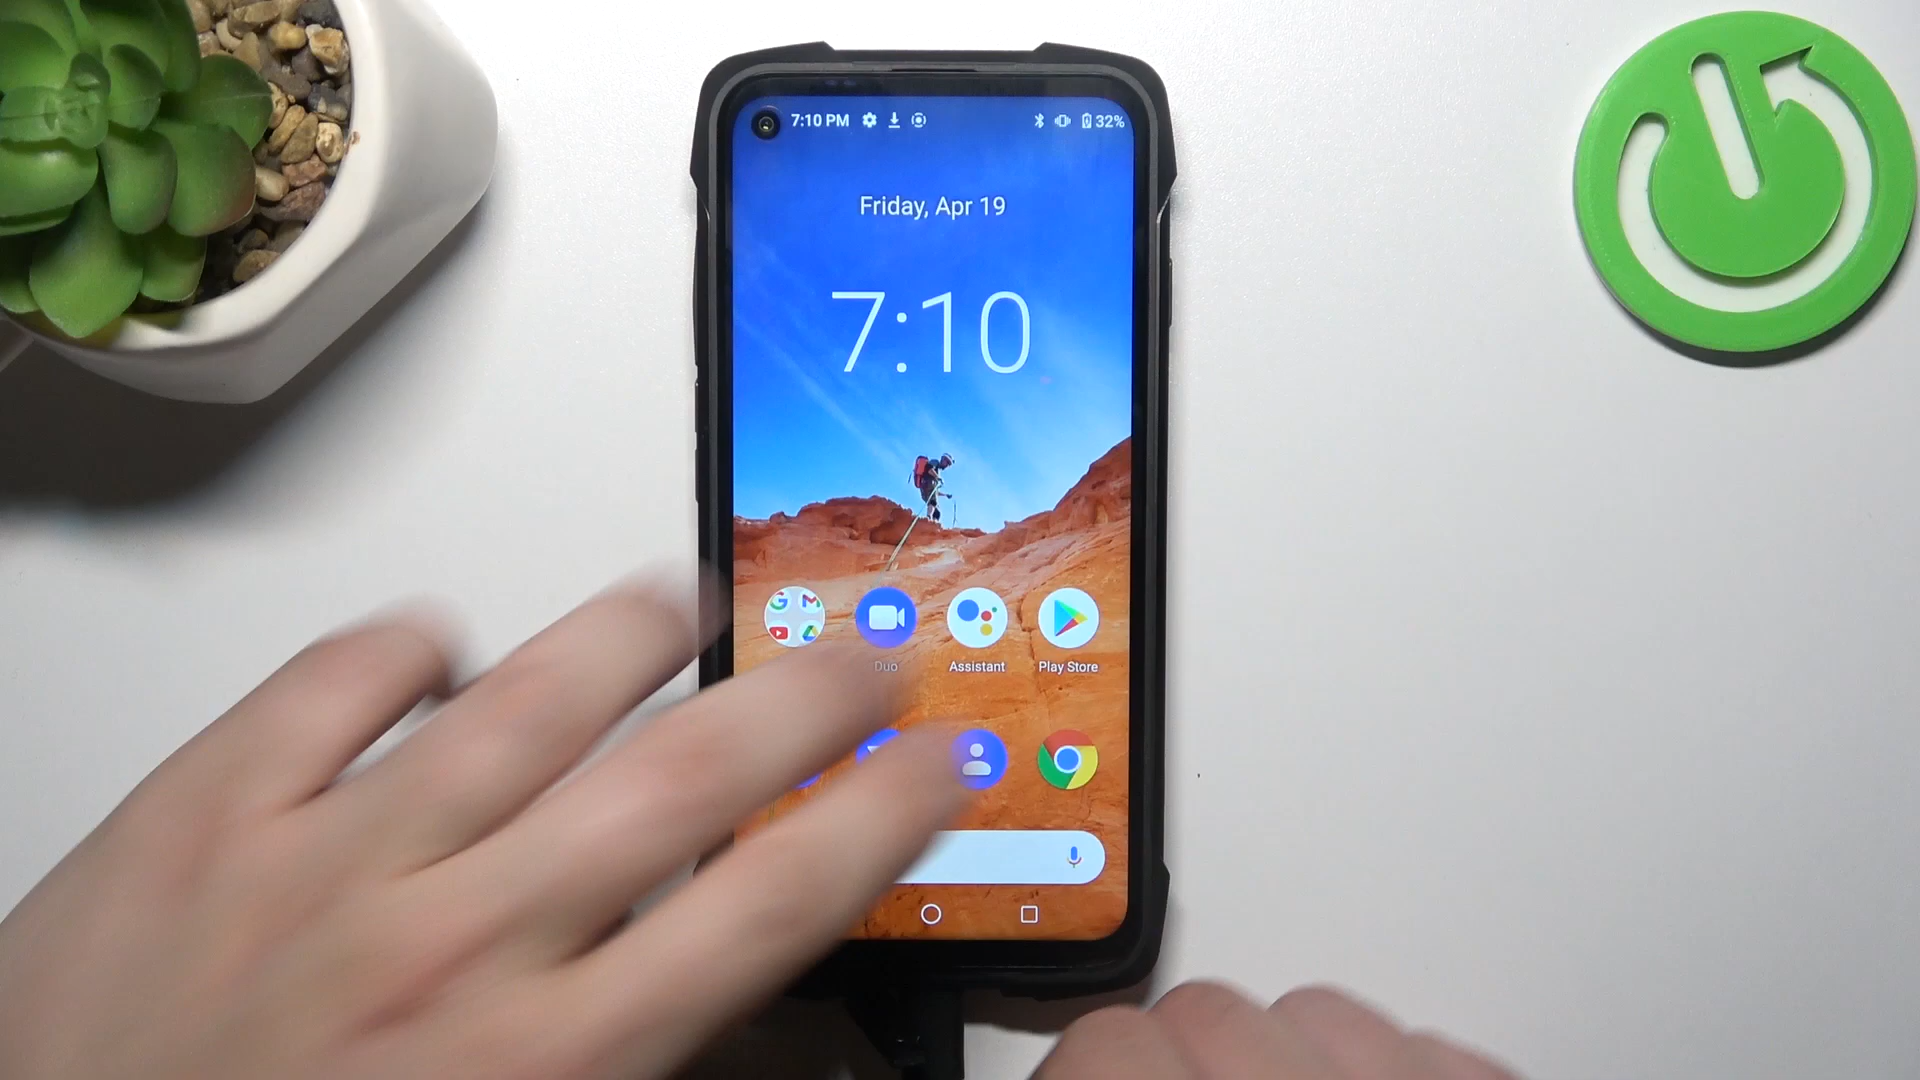 7:10 PM 32%
Friday, Apr 19
7:10
Duo Assistant Play Store